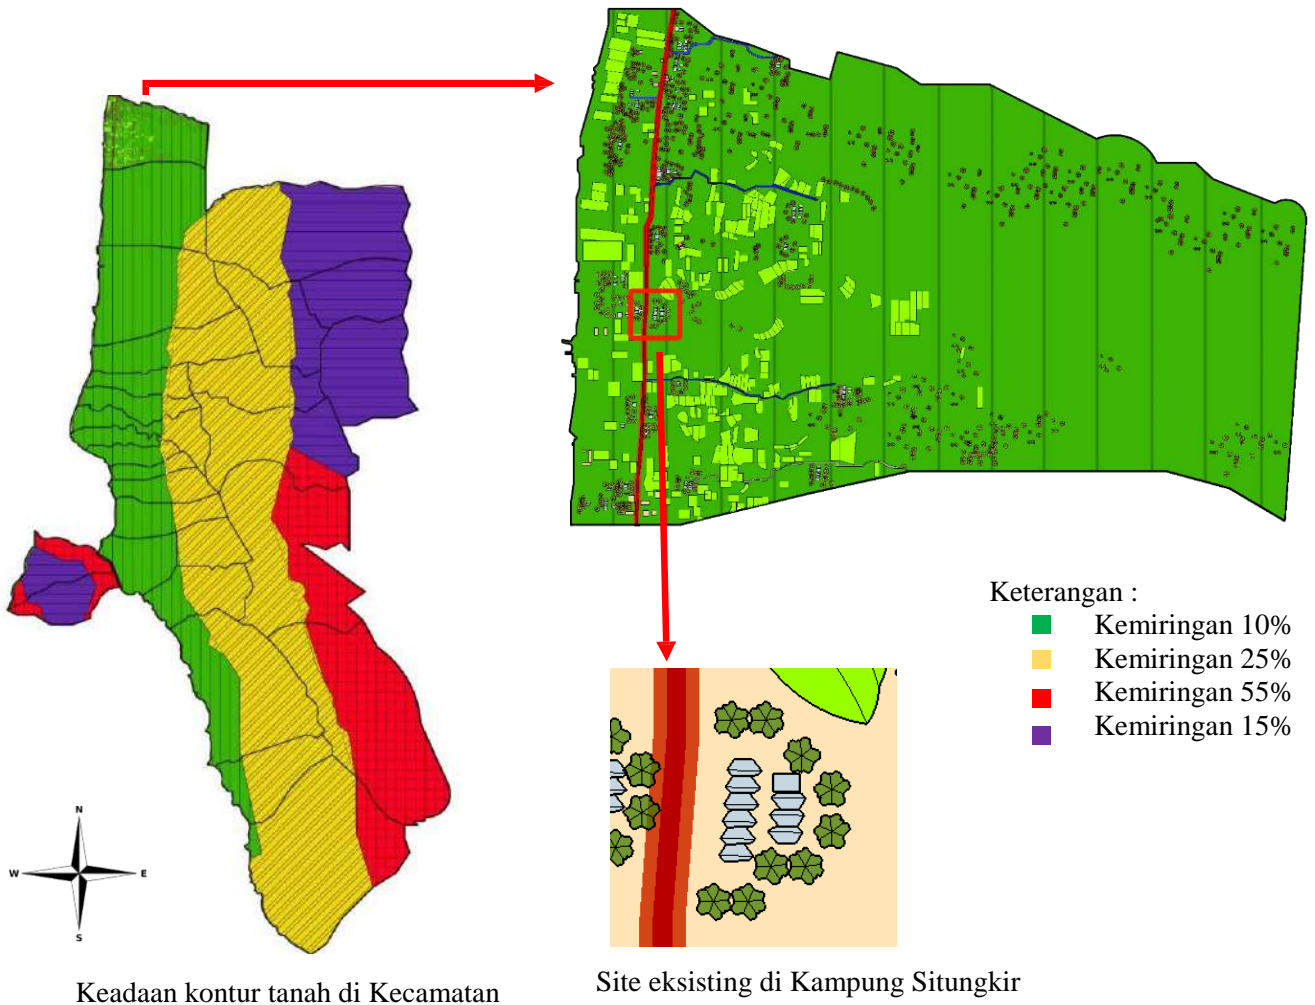 Keterangan :
Kemiringan 10%
Kemiringan 25%
Kemiringan 55%
Kemiringan 15%
N
W
E
S
Keadaan kontur tanah di Kecamatan
Site eksisting di Kampung Situngkir